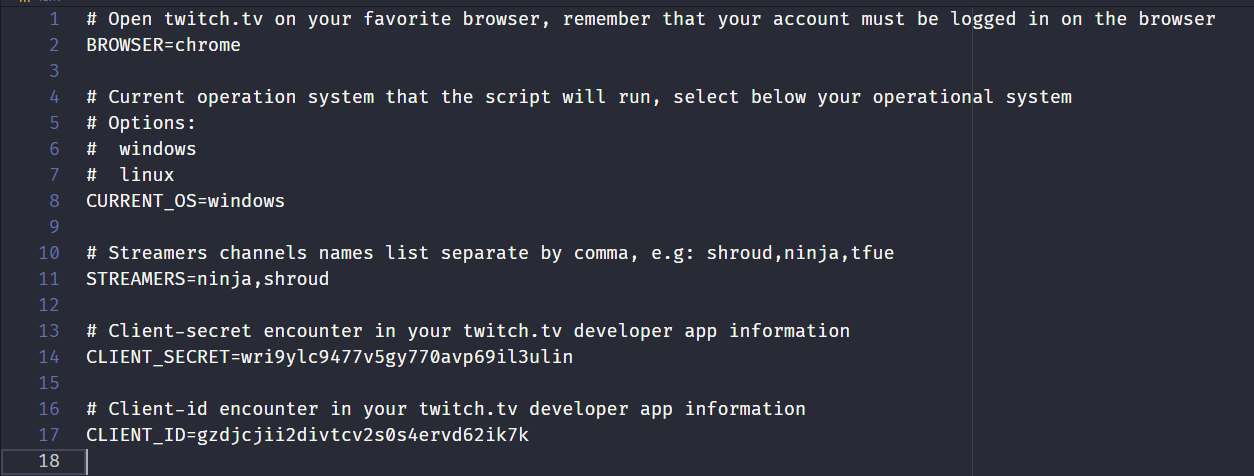 1 # Open twitch.tv on your favorite browser, remember that your account must be logged in on the browser
2 BROWSER=chrome
3
4 # Current operation system that the script will run, select below your operational system
5 # Options:
6 #  windows
7 #  linux
8 CURRENT_OS=windows
9
10 # Streamers channels names list separate by comma, e.g: shroud,ninja,tfue
11 STREAMERS=ninja,shroud
12
13 # Client-secret encounter in your twitch.tv developer app information
14 CLIENT_SECRET=wri9ylc9477v5gy770avp69il3ulin
15
16 # Client-id encounter in your twitch.tv developer app information
17 CLIENT_ID=gzdjcjii2divtcv2s0s4ervd62ik7k
18